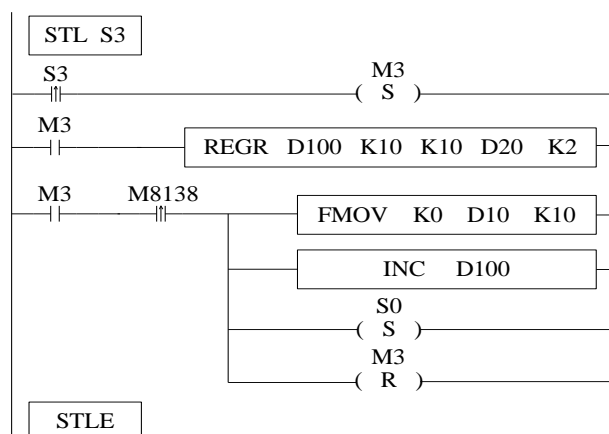 STL S3
S3
M3
( S )
M3
REGR D100 K10 K10 D20 K2
M3
M8138
FMOV K0 D10 K10
INC D100
S0
( S )
M3
( R )
STLE